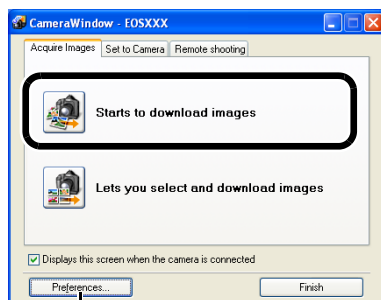 CameraWindow - EOSXXX
Acquire Images Set to Camera Remote shooting
Starts to download images
Lets you select and download images
Displays this screen when the camera is connected
Preferences... Finish